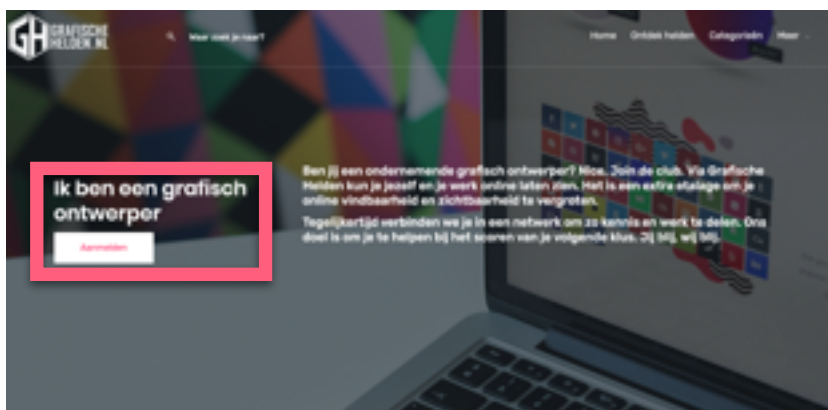 GH GRAFISCHE
HELDEN.NL
Waar zoek je naar?
Home Ontdek helden Categorieën Meer
Ik ben een grafisch
ontwerper
Aanmelden
Ben jij een ondernemende grafisch ontwerper? Nice. Join de club. Via Grafische
Helden kun je jezelf en je werk online laten zien. Het is een extra etalage om je
online vindbaarheid en zichtbaarheid te vergroten.
Tegelijkertijd verbinden we je in een netwerk om zo kennis en werk te delen. Ons
doel is om je te helpen bij het scoren van je volgende klus. Jij blij, wij blij.